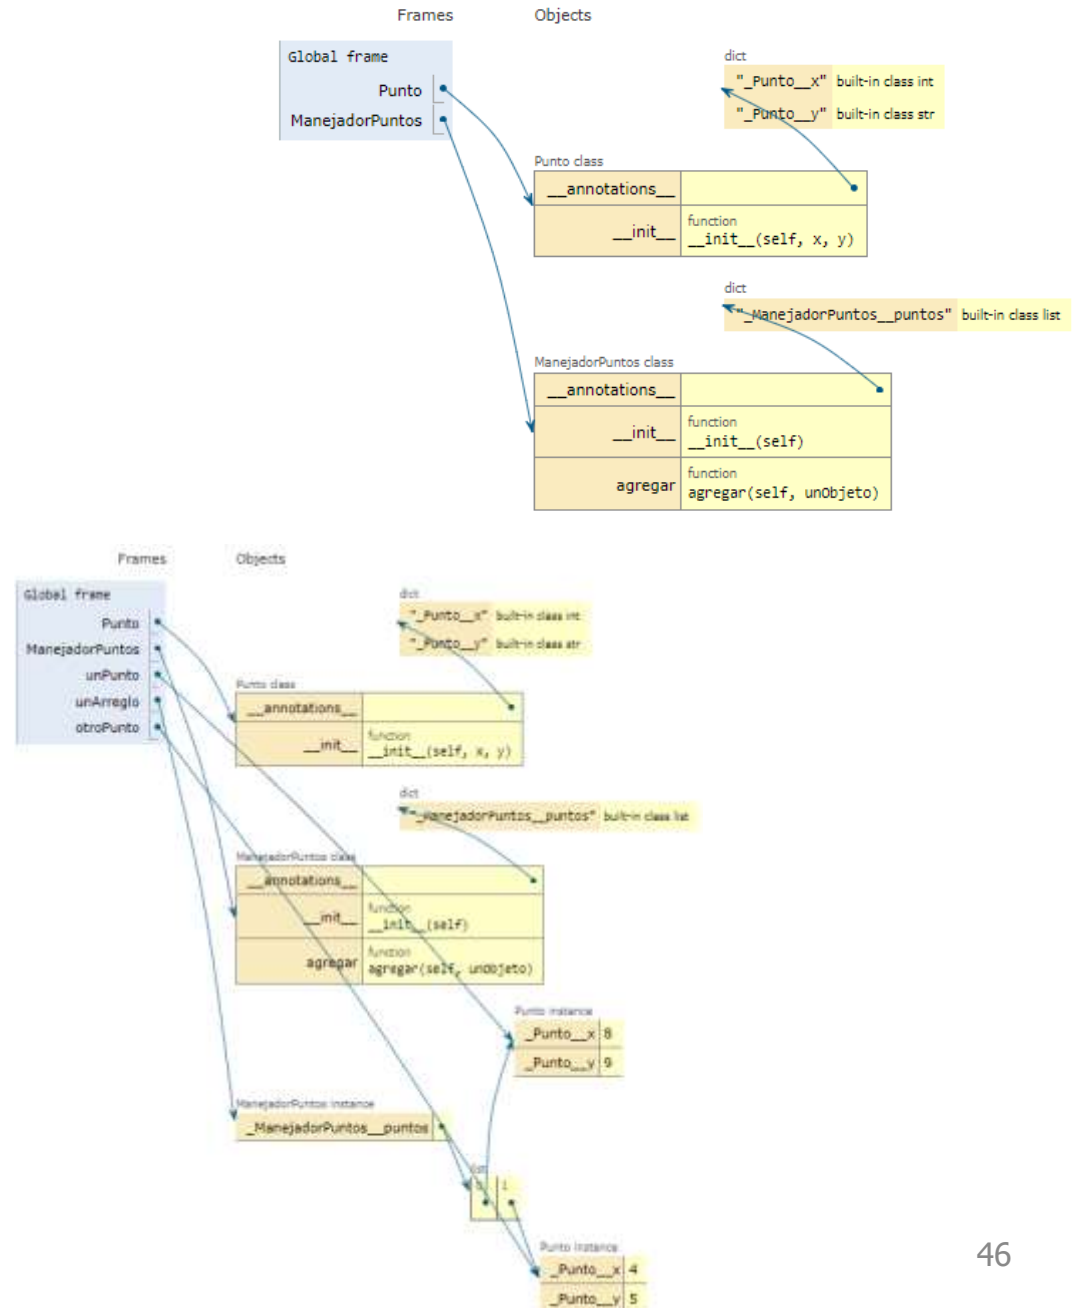 Frames Objects
Global frame
Punto
ManejadorPuntos
dict
"_Punto__x" built-in class int
"_Punto__y" built-in class str
Punto class
__annotations__
__init__ function
__init__(self, x, y)
dict
"_ManejadorPuntos__puntos" built-in class list
ManejadorPuntos class
__annotations__
__init__ function
__init__(self)
agregar function
agregar(self, unObjeto)
Frames Objects
Global frame
Punto
ManejadorPuntos
unPunto
unArreglo
otroPunto
dict
"_Punto__x" built-in class int
"_Punto__y" built-in class str
Punto class
__annotations__
__init__ function
__init__(self, x, y)
dict
"_ManejadorPuntos__puntos" built-in class list
ManejadorPuntos class
__annotations__
__init__ function
__init__(self)
agregar function
agregar(self, unObjeto)
Punto instance
_Punto__x 8
_Punto__y 9
ManejadorPuntos instance
_ManejadorPuntos__puntos
list
0 1
Punto instance
_Punto__x 4
_Punto__y 5
46